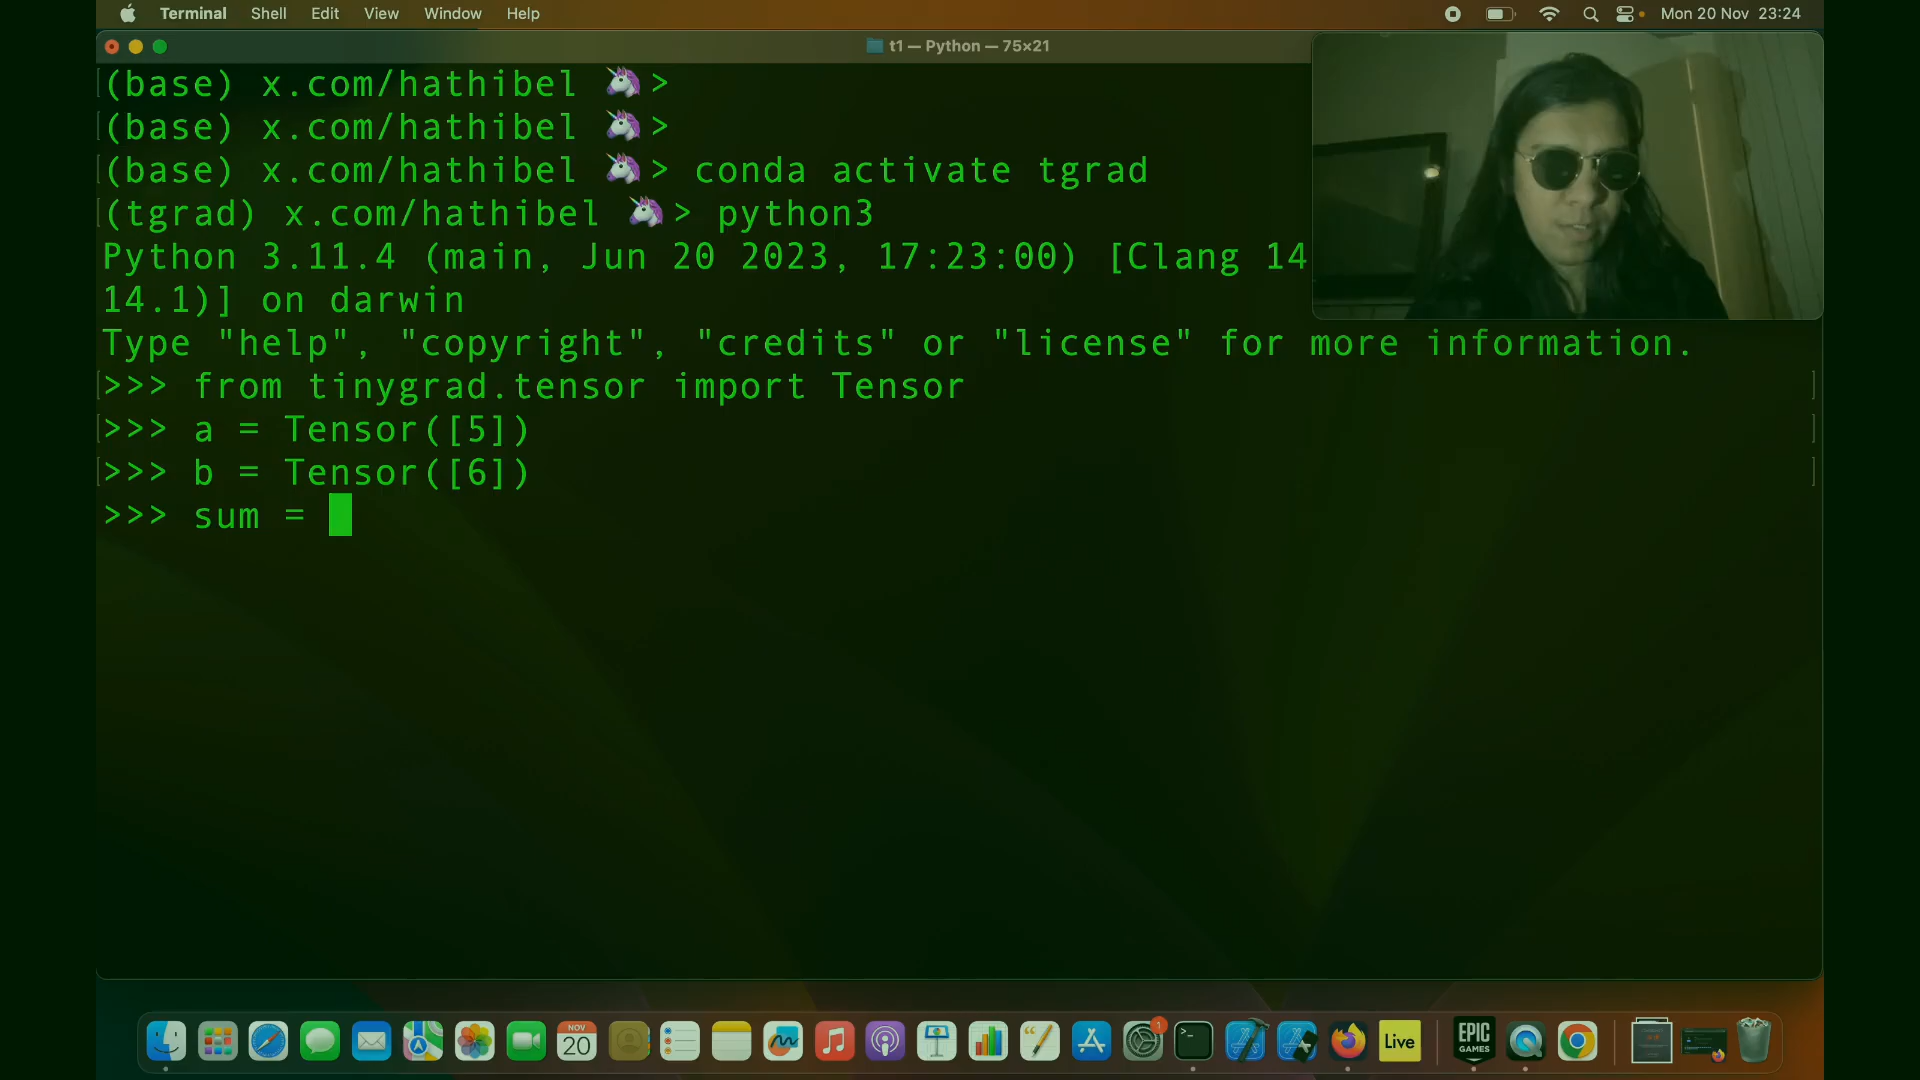 Terminal Shell Edit View Window Help Mon 20 Nov 23:24
t1 — Python — 75×21
(base) x.com/hathibel 🦄>
(base) x.com/hathibel 🦄>
(base) x.com/hathibel 🦄> conda activate tgrad
(tgrad) x.com/hathibel 🦄> python3
Python 3.11.4 (main, Jun 20 2023, 17:23:00) [Clang 14
14.1)] on darwin
Type "help", "copyright", "credits" or "license" for more information.
>>> from tinygrad.tensor import Tensor
>>> a = Tensor([5])
>>> b = Tensor([6])
>>> sum =
NOV
20
1
>_
Live
EPIC
GAMES